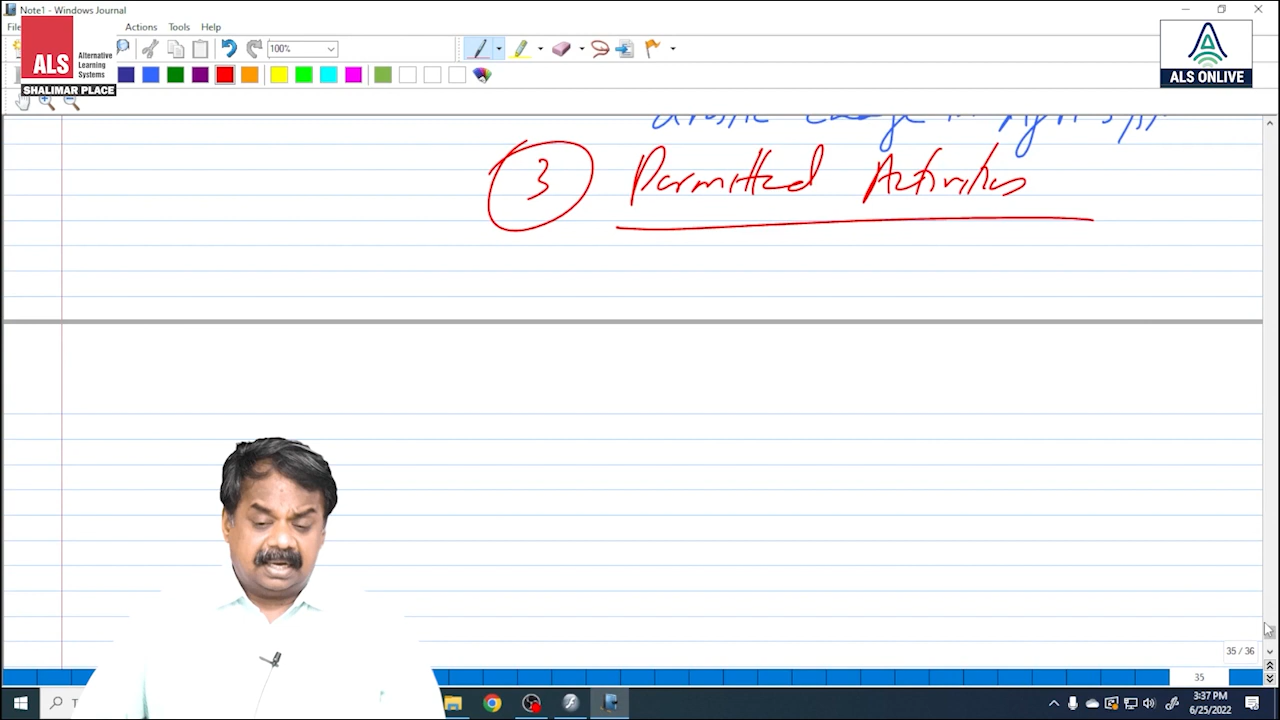 Note1 - Windows Journal
Actions Tools Help
ALS
Alternative
Learning
Systems
SHALIMAR PLACE
100%
ALS ONLIVE
3 Permitted Activities
35 / 36
35
3:37 PM
6/25/2022